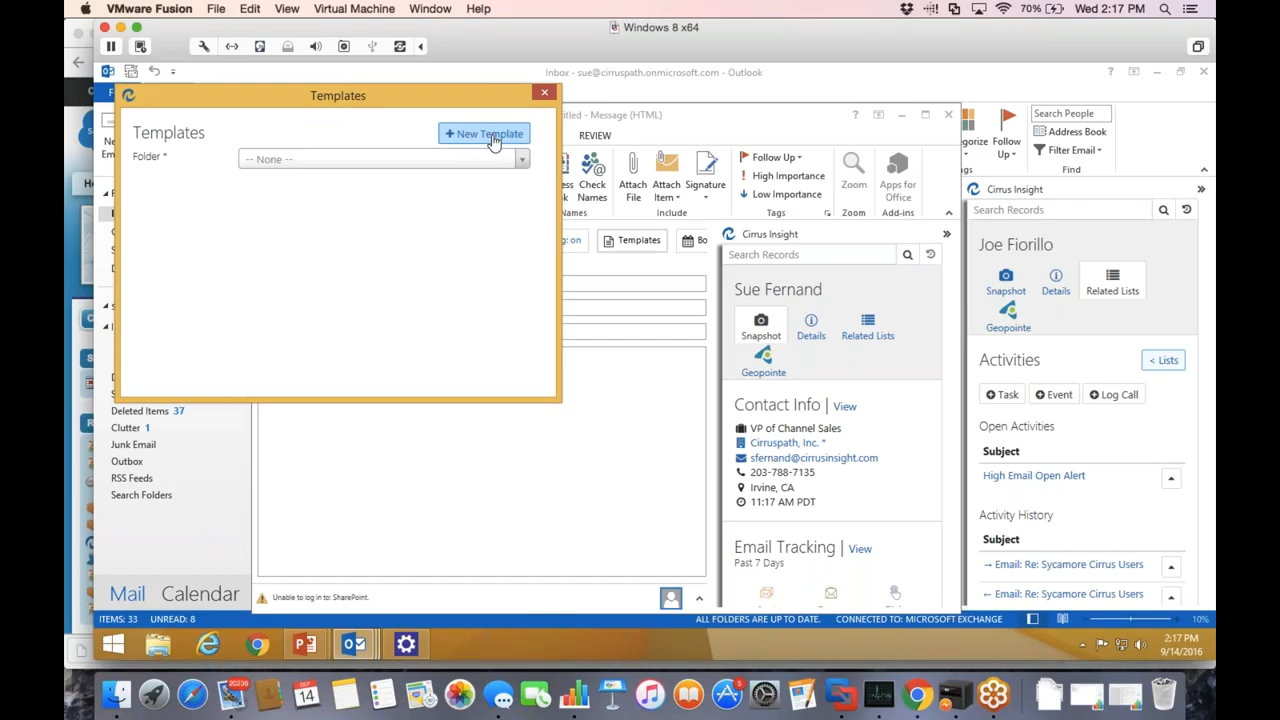 VMware Fusion File Edit View Virtual Machine Window Help
70% Wed 2:17 PM
Windows 8 x64
Inbox - sue@cirruspath.onmicrosoft.com - Outlook
Templates
Templates
+ New Template
Folder *
-- None --
ntitled - Message (HTML)
REVIEW
Check Names
Names
Attach File
Attach Item
Signature
Include
Follow Up
High Importance
Low Importance
Tags
Zoom
Zoom
Apps for Office
Add-ins
Follow Up
Search People
Address Book
Filter Email
Find
g: on
Templates
Bo
Cirrus Insight
Search Records
Sue Fernand
Snapshot
Details
Related Lists
Geopointe
Contact Info | View
VP of Channel Sales
Cirruspath, Inc. *
sfernand@cirrusinsight.com
203-788-7135
Irvine, CA
11:17 AM PDT
Email Tracking | View
Past 7 Days
Cirrus Insight
Search Records
Joe Fiorillo
Snapshot
Details
Related Lists
Geopointe
Activities
< Lists
Task
Event
Log Call
Open Activities
Subject
High Email Open Alert
Activity History
Subject
→ Email: Re: Sycamore Cirrus Users
← Email: Re: Sycamore Cirrus Users
Deleted Items 37
Clutter 1
Junk Email
Outbox
RSS Feeds
Search Folders
Mail Calendar
Unable to log in to: SharePoint.
ITEMS: 33 UNREAD: 8
ALL FOLDERS ARE UP TO DATE. CONNECTED TO: MICROSOFT EXCHANGE
10%
2:17 PM
9/14/2016
20236
SEP
14
5